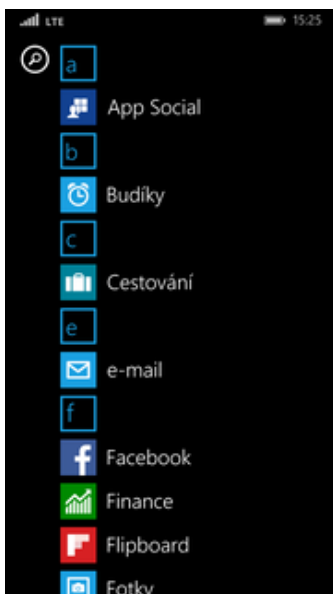 LTE 15:25
a
App Social
b
Budíky
c
Cestování
e
e-mail
f
Facebook
Finance
Flipboard
Fotky